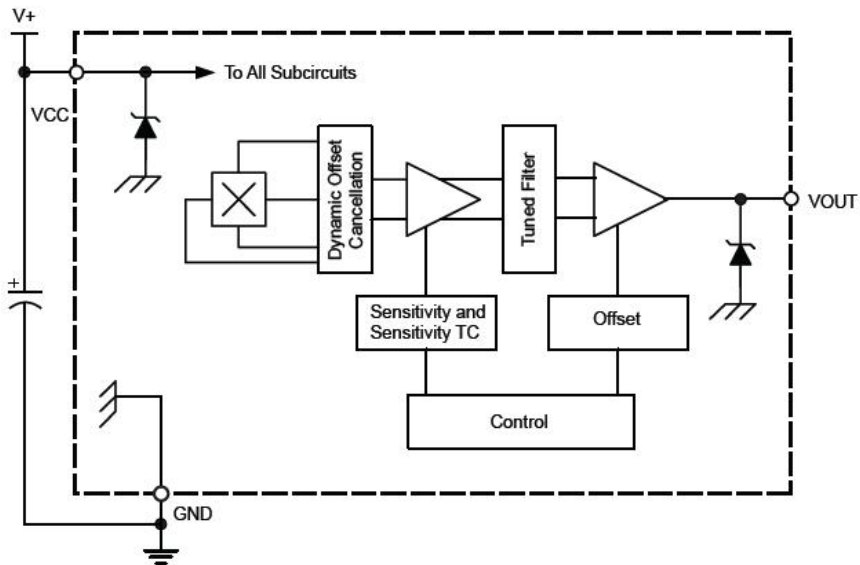 V+
To All Subcircuits
VCC
Dynamic Offset
Cancellation
Tuned Filter
VOUT
+
Sensitivity and
Sensitivity TC
Offset
Control
GND